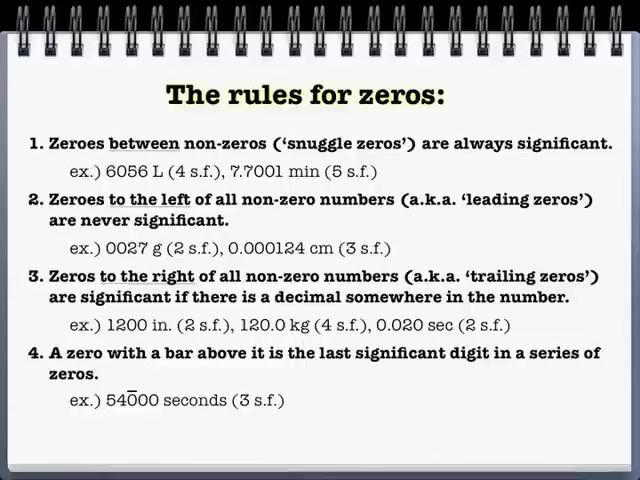 The rules for zeros:
1. Zeroes between non-zeros (‘snuggle zeros’) are always significant.
ex.) 6056 L (4 s.f.), 7.7001 min (5 s.f.)
2. Zeroes to the left of all non-zero numbers (a.k.a. ‘leading zeros’)
are never significant.
ex.) 0027 g (2 s.f.), 0.000124 cm (3 s.f.)
3. Zeros to the right of all non-zero numbers (a.k.a. ‘trailing zeros’)
are significant if there is a decimal somewhere in the number.
ex.) 1200 in. (2 s.f.), 120.0 kg (4 s.f.), 0.020 sec (2 s.f.)
4. A zero with a bar above it is the last significant digit in a series of
zeros.
ex.) 540̅00 seconds (3 s.f.)